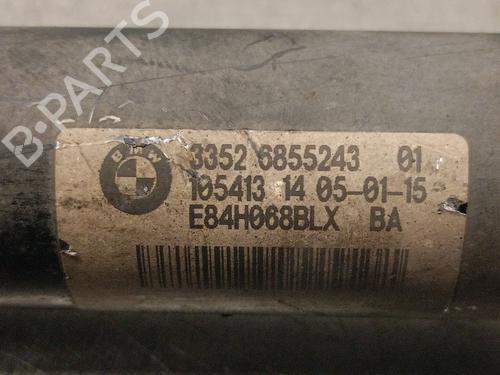 B-PARTS
BMW
3352 6855243 01
105413 14 05-01-15
E84H068BLX BA